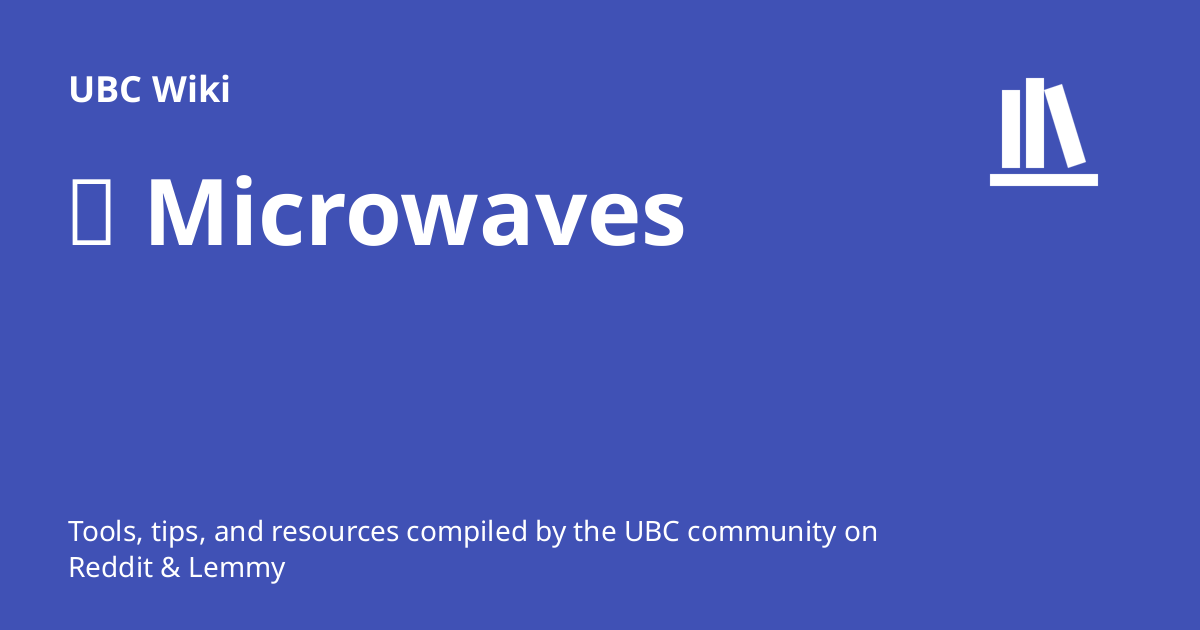 UBC Wiki
Microwaves
Tools, tips, and resources compiled by the UBC community on
Reddit & Lemmy